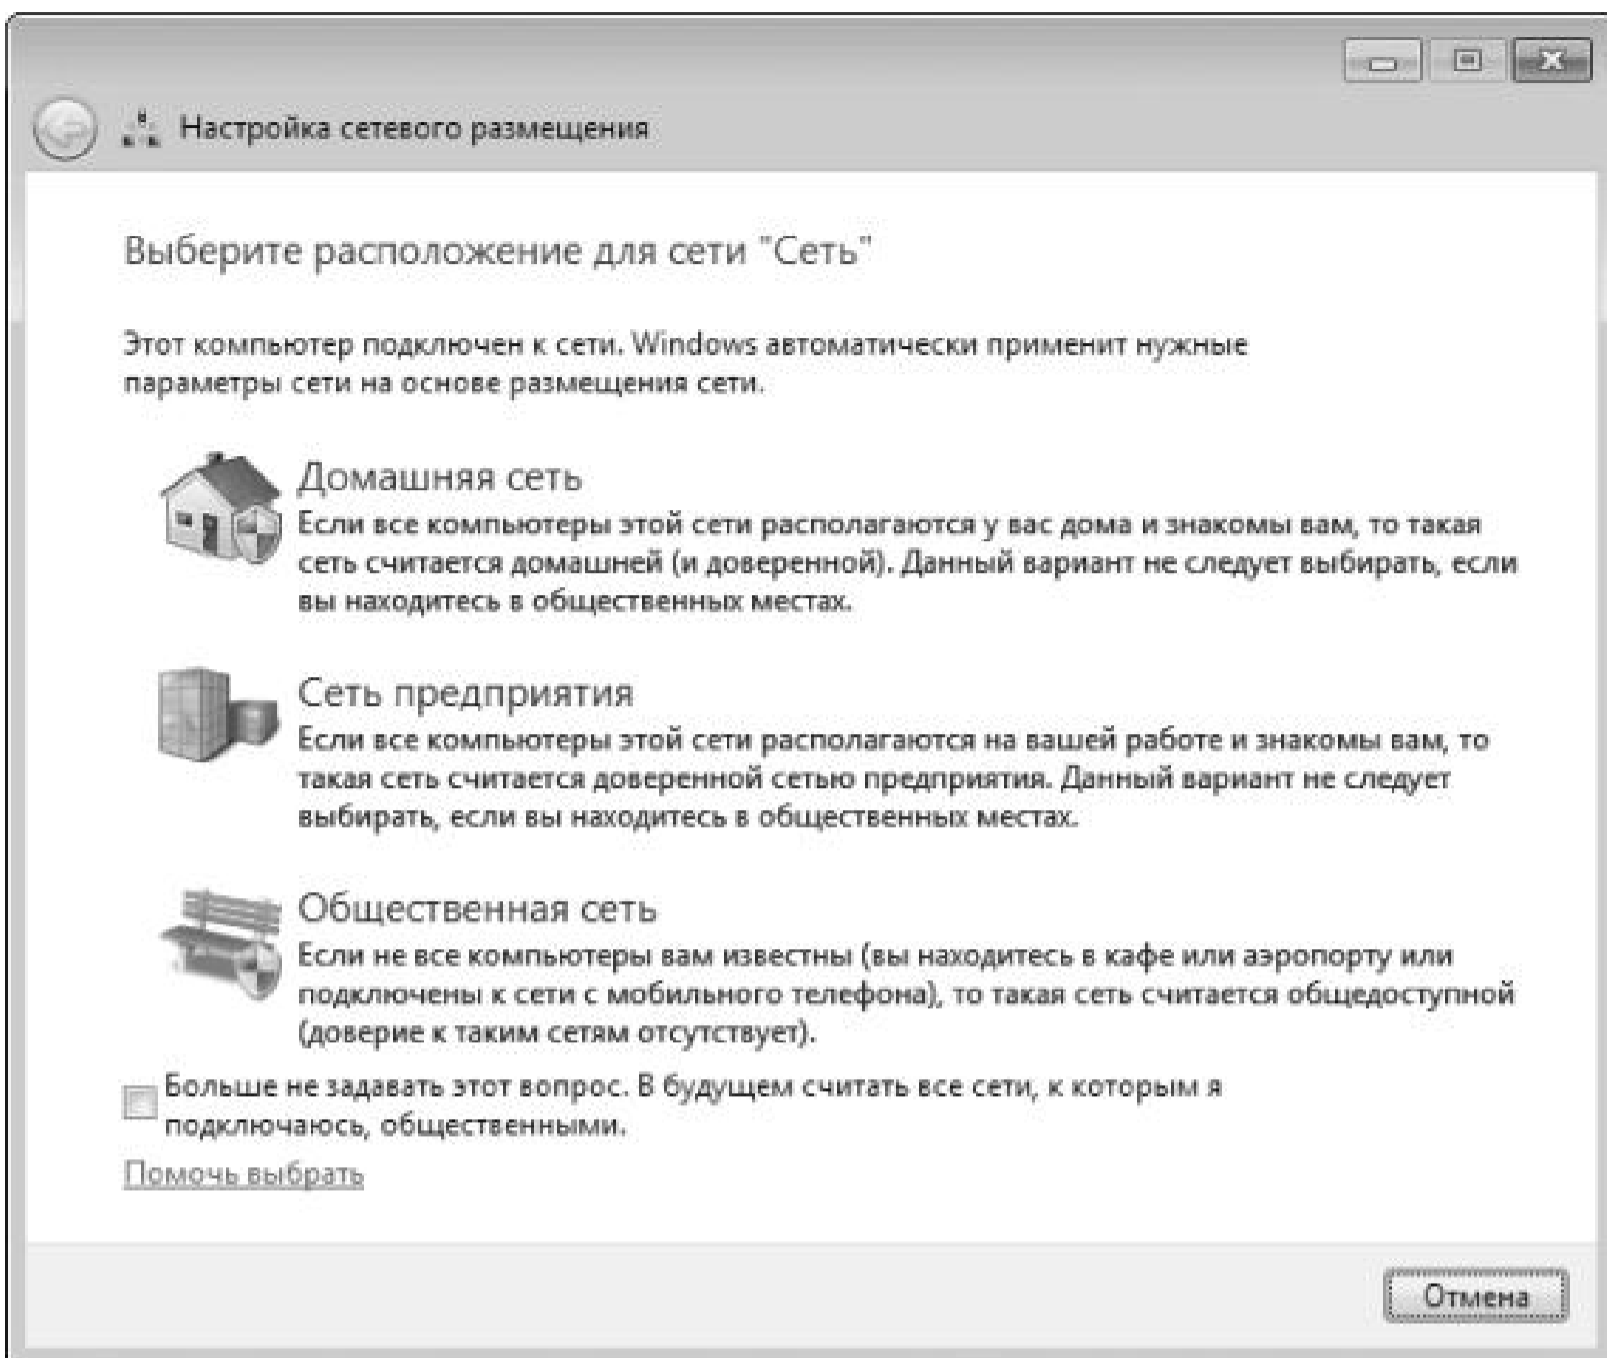 Настройка сетевого размещения
Выберите расположение для сети "Сеть"
Этот компьютер подключен к сети. Windows автоматически применит нужные
параметры сети на основе размещения сети.
Домашняя сеть
Если все компьютеры этой сети располагаются у вас дома и знакомы вам, то такая
сеть считается домашней (и доверенной). Данный вариант не следует выбирать, если
вы находитесь в общественных местах.
Сеть предприятия
Если все компьютеры этой сети располагаются на вашей работе и знакомы вам, то
такая сеть считается доверенной сетью предприятия. Данный вариант не следует
выбирать, если вы находитесь в общественных местах.
Общественная сеть
Если не все компьютеры вам известны (вы находитесь в кафе или аэропорту или
подключены к сети с мобильного телефона), то такая сеть считается общедоступной
(доверие к таким сетям отсутствует).
Больше не задавать этот вопрос. В будущем считать все сети, к которым я
подключаюсь, общественными.
Помочь выбрать
Отмена